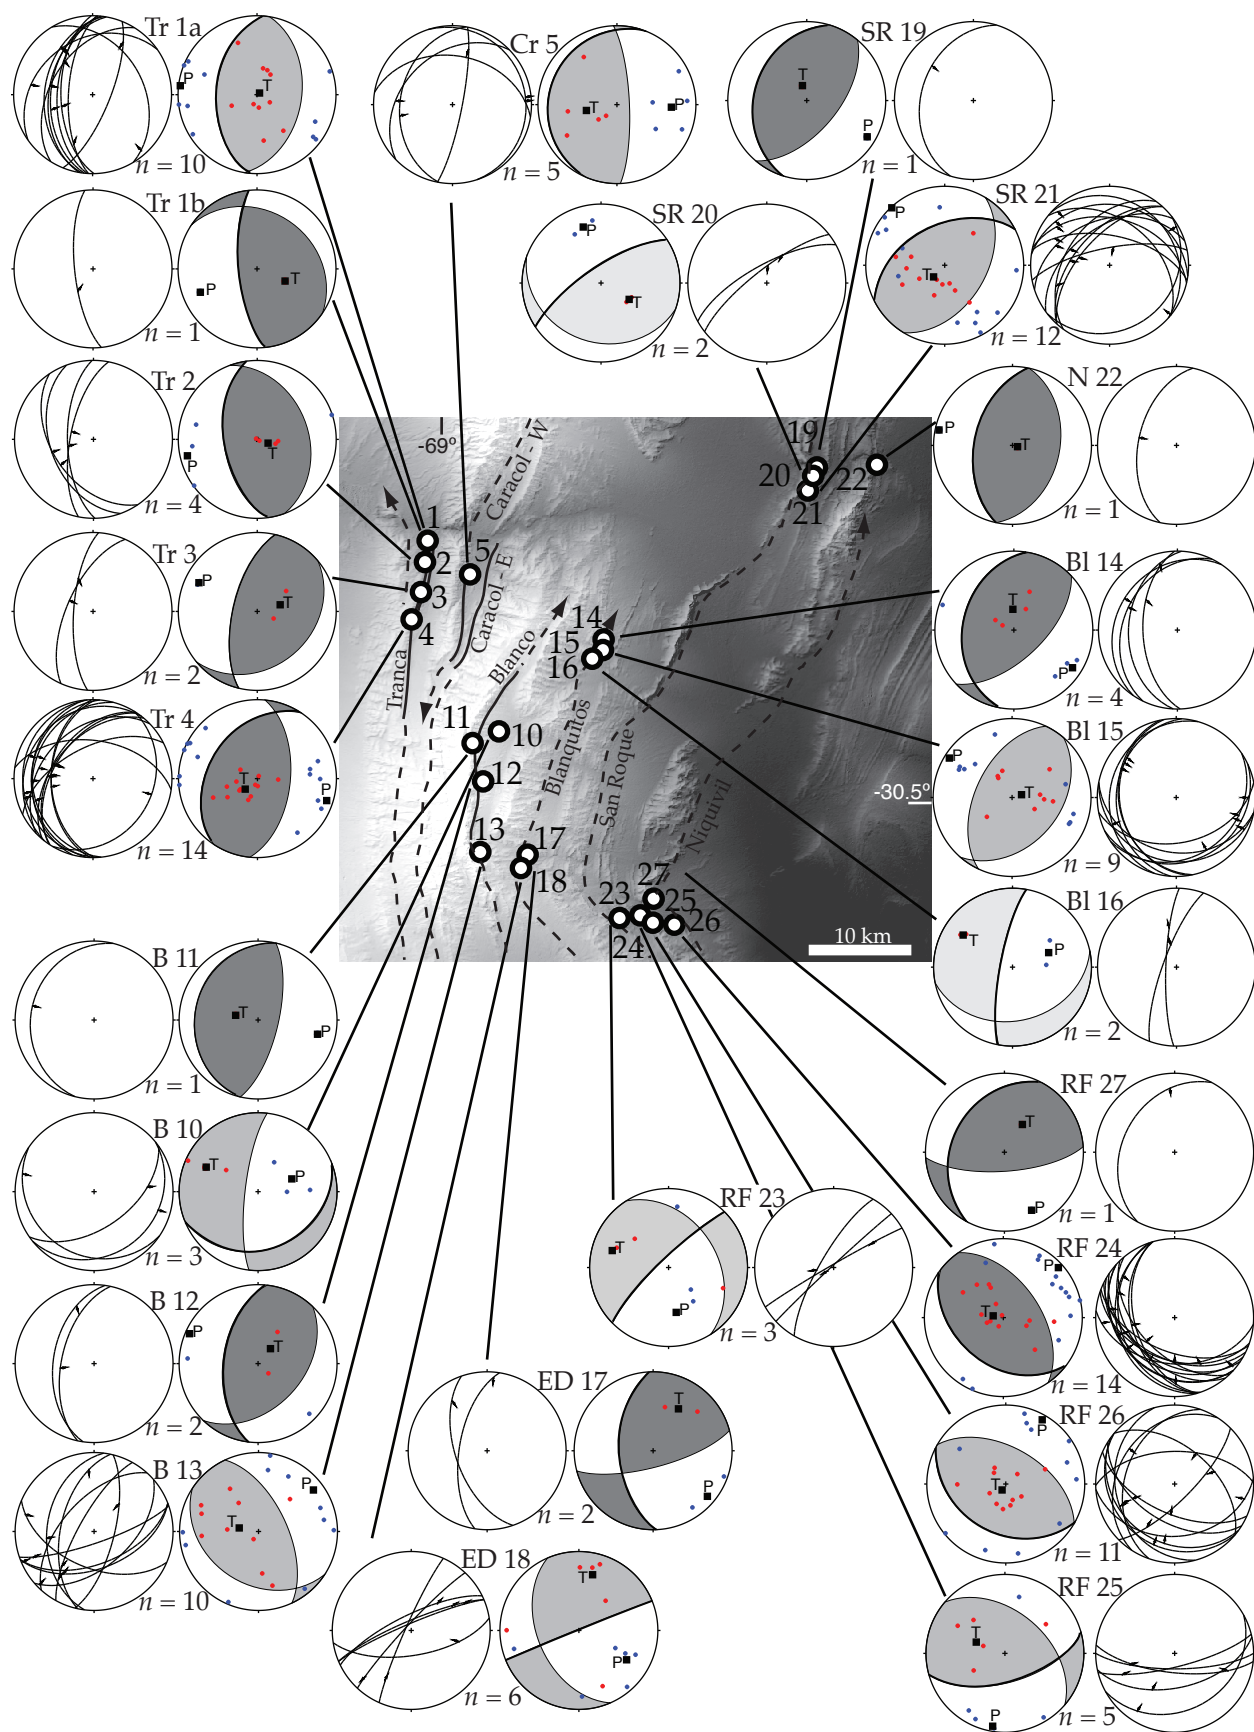 Tr 1a
P
T
n = 10
Cr 5
T
P
n = 5
SR 19
T
P
n = 1
Tr 1b
P
T
n = 1
SR 20
P
T
n = 2
SR 21
P
T
n = 12
Tr 2
P
T
n = 4
N 22
P
T
n = 1
Tr 3
P
T
n = 2
Bl 14
T
P
n = 4
Tr 4
T
P
n = 14
Bl 15
P
T
n = 9
Bl 16
T
P
n = 2
-69º
Caracol - W
Caracol - E
Tranca
Blanco
Blanquitos
San Roque
Niquivil
-30.5º
10 km
1
2
3
4
5
10
11
12
13
14
15
16
17
18
19
20
21
22
23
24
25
26
27
B 11
T
P
n = 1
B 10
T
P
n = 3
B 12
P
T
n = 2
B 13
P
T
n = 10
RF 27
T
P
n = 1
RF 23
T
P
n = 3
RF 24
P
T
n = 14
ED 17
T
P
n = 2
RF 26
P
T
n = 11
ED 18
T
P
n = 6
RF 25
T
P
n = 5